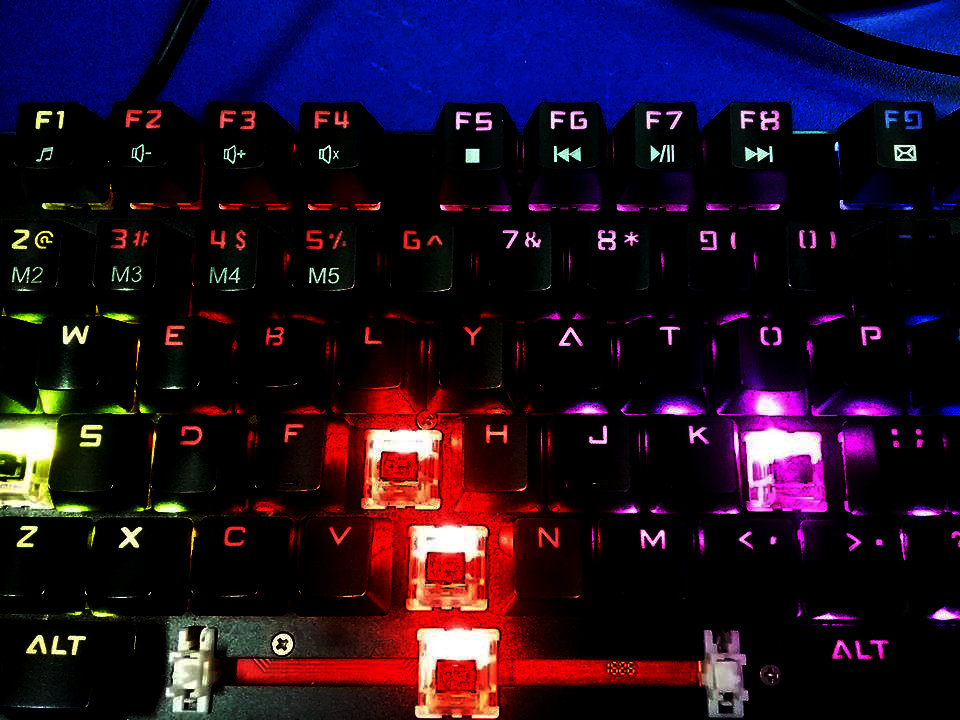 F1 F2 F3 F4 F5 F6 F7 F8 F9
2@ 3# 4$ 5% 6^ 7& 8* 9( 0)
M2 M3 M4 M5
W E B L Y A T O P
S D F H J K : ;
Z X C V N M < , > . ?
ALT ALT